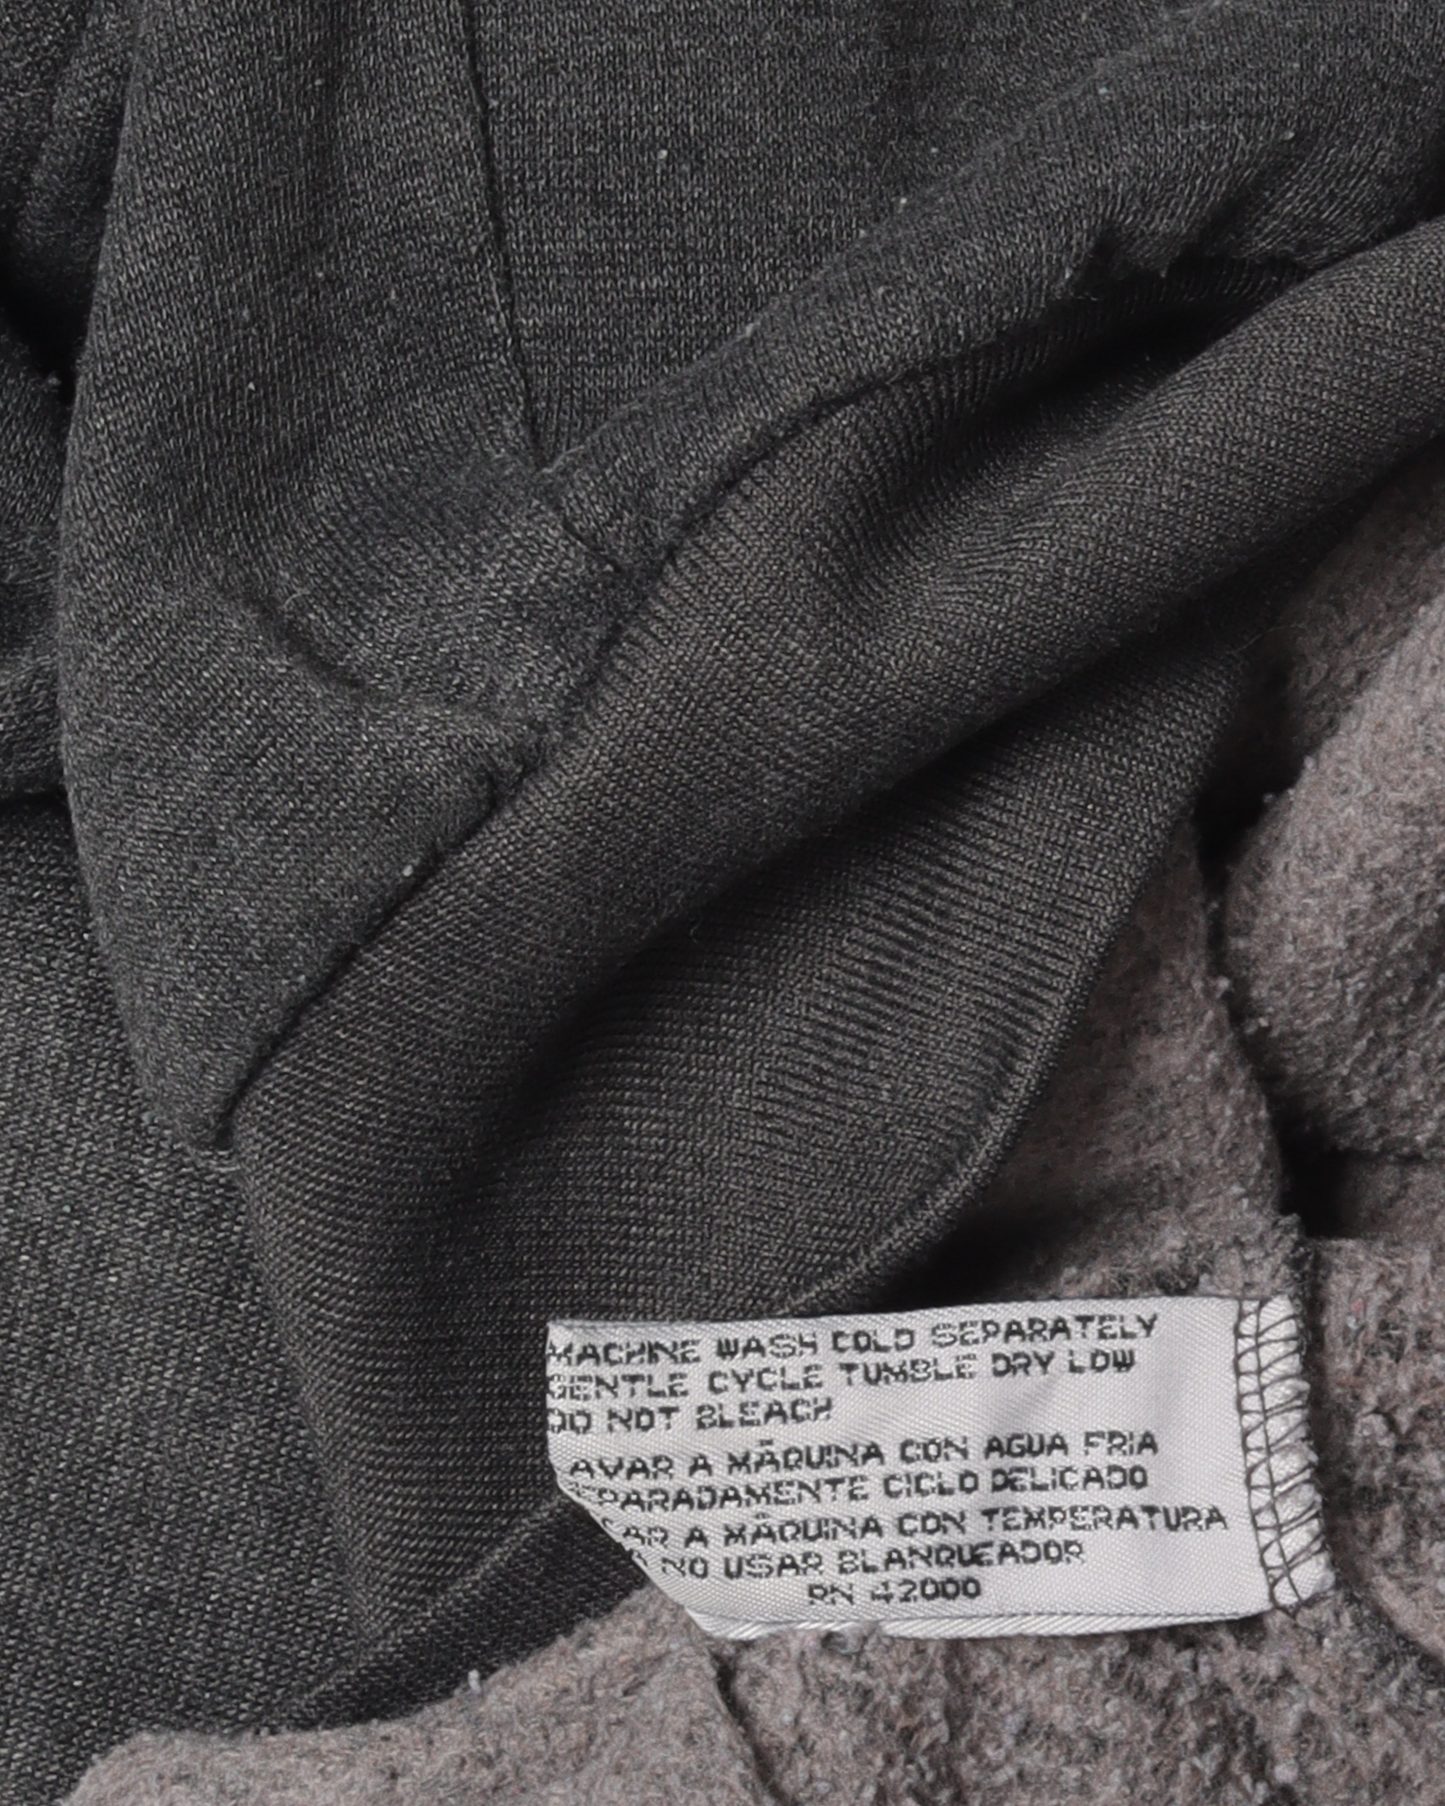 MACHINE WASH COLD SEPARATELY
GENTLE CYCLE TUMBLE DRY LOW
DO NOT BLEACH
AVAR A MÁQUINA CON AGUA FRIA
EPARADAMENTE CICLO DELICADO
CAR A MÁQUINA CON TEMPERATURA
A NO USAR BLANQUEADOR
RN 42000